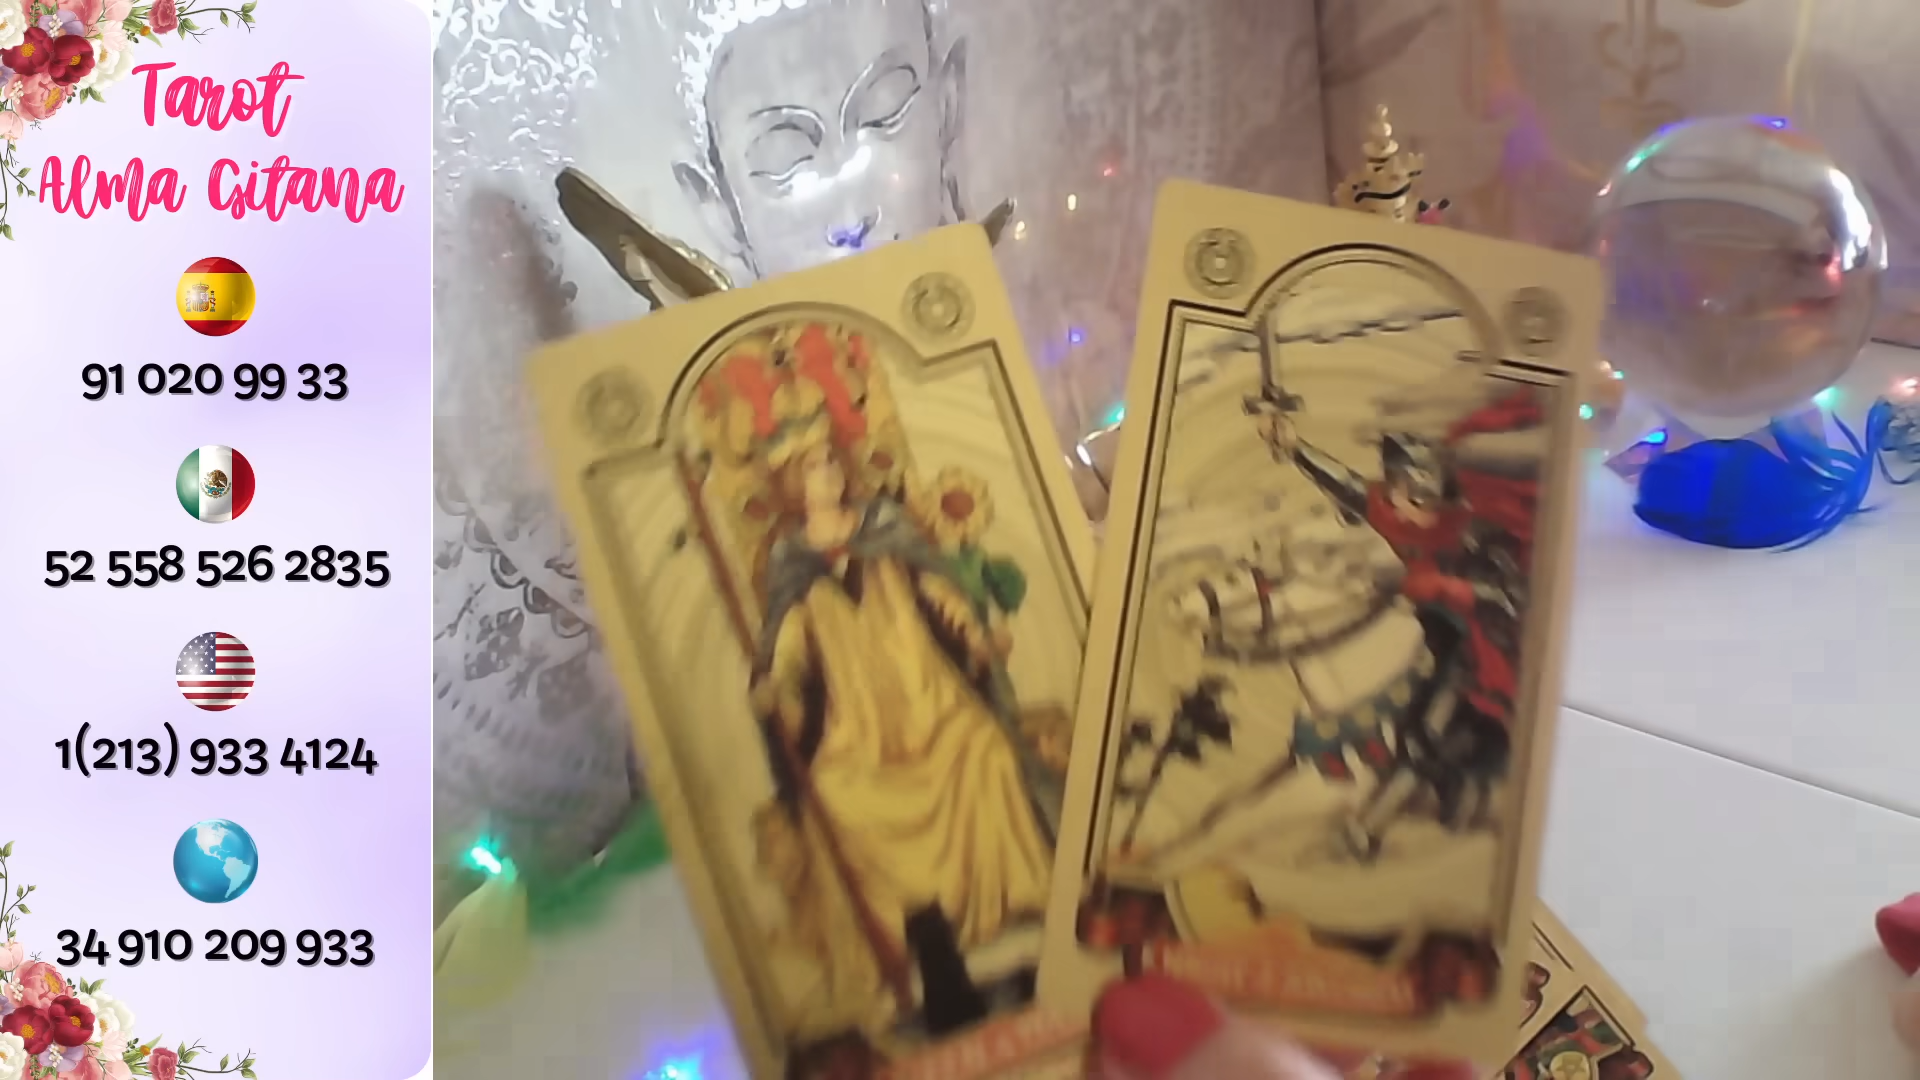 Tarot
Alma Gitana
91 020 99 33
52 558 526 2835
1(213) 933 4124
34 910 209 933